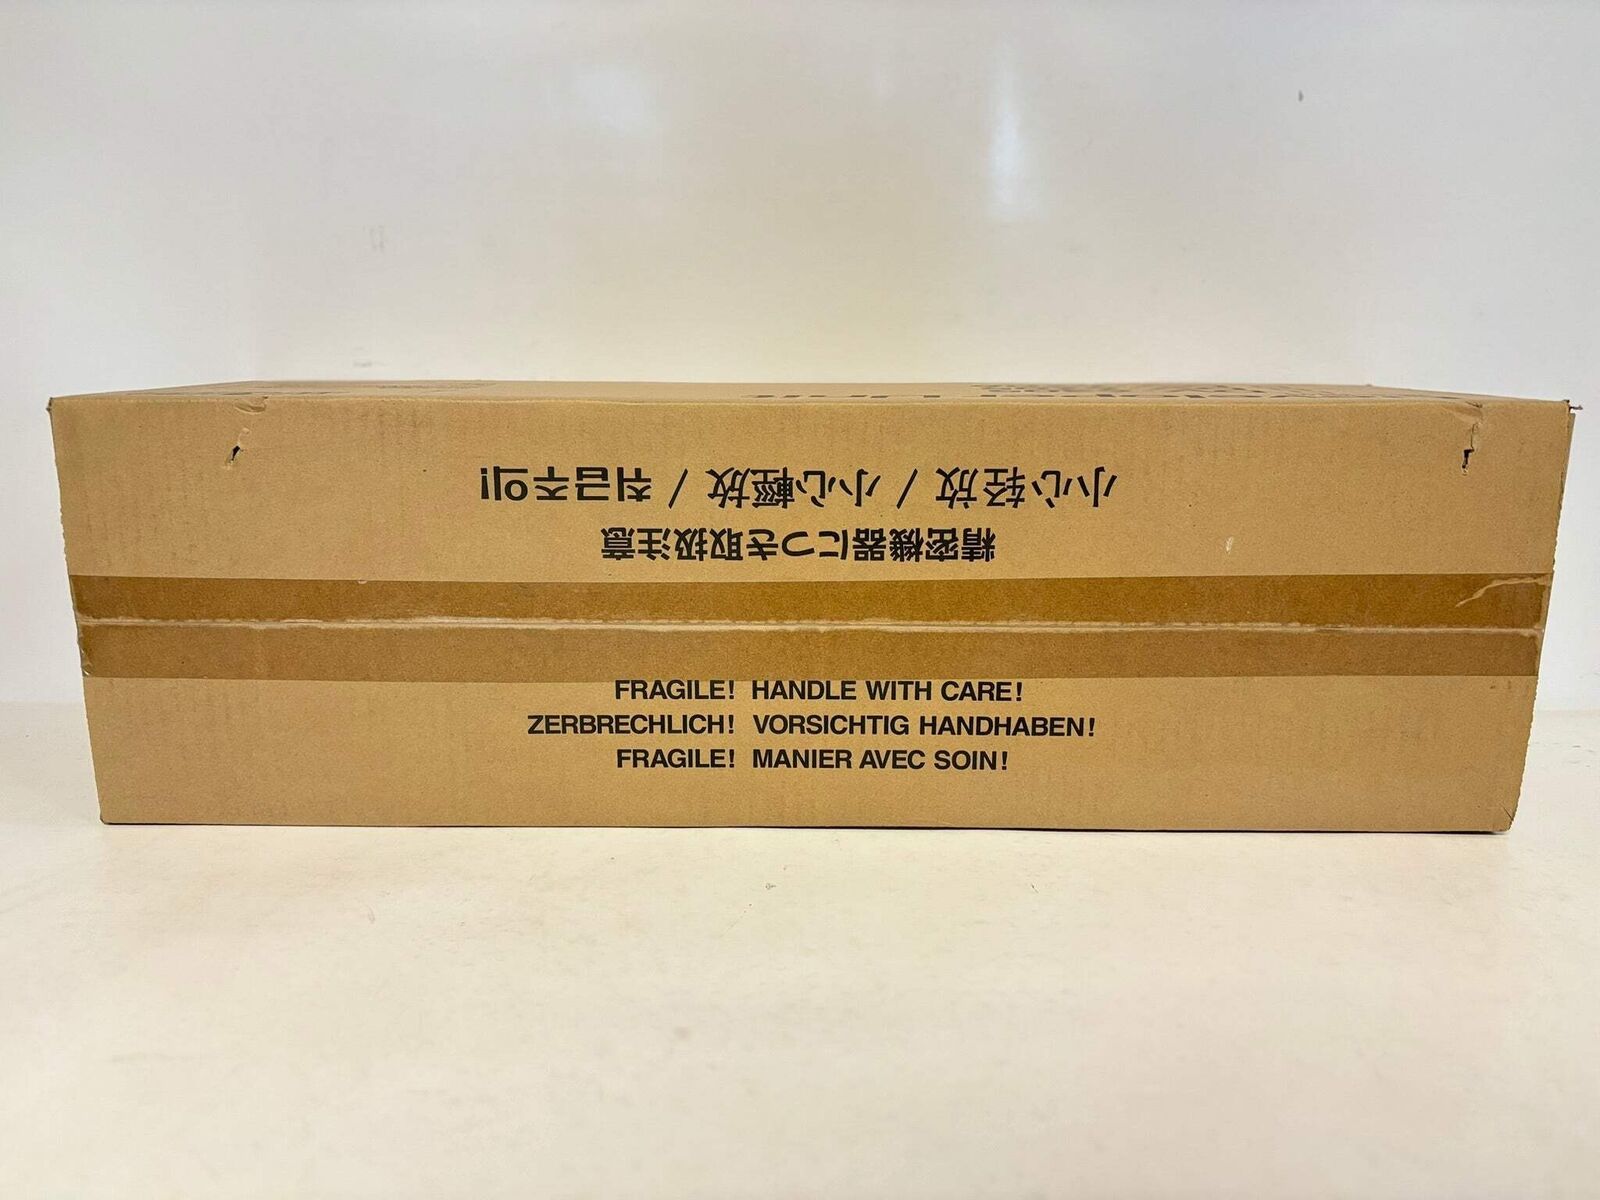 精密機器につき取扱注意
小心轻放 / 小心輕放 / 취급주의!
FRAGILE! HANDLE WITH CARE!
ZERBRECHLICH! VORSICHTIG HANDHABEN!
FRAGILE! MANIER AVEC SOIN!